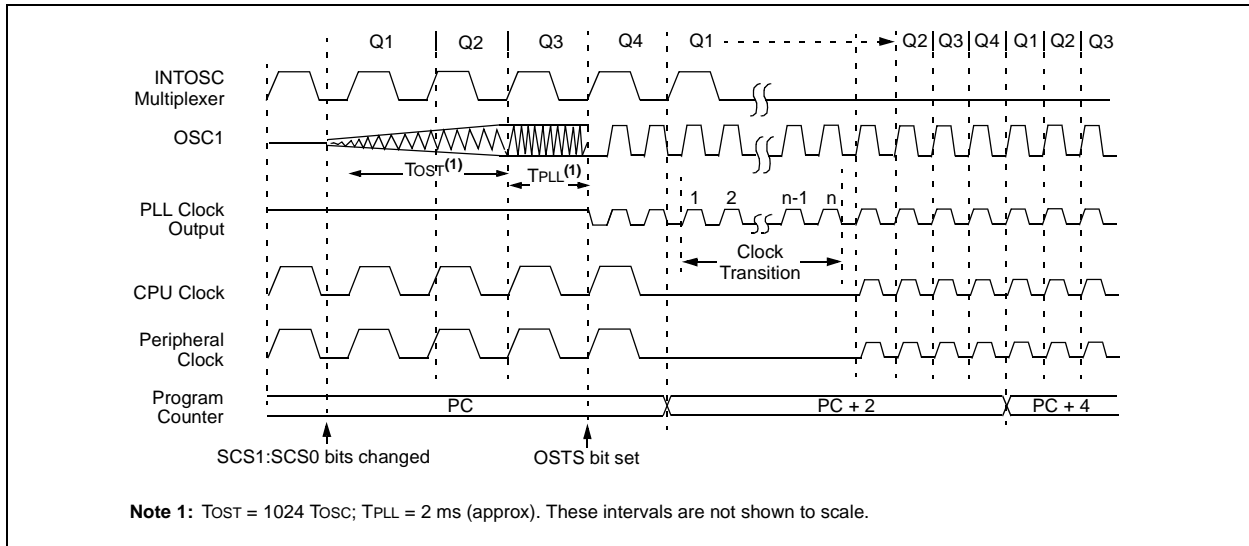 Q1 Q2 Q3 Q4 Q1 Q2 Q3 Q4 Q1 Q2 Q3
INTOSC
Multiplexer
OSC1
TOST(1)
TPLL(1)
1 2 n-1 n
PLL Clock
Output
Clock
Transition
CPU Clock
Peripheral
Clock
Program
Counter
PC PC + 2 PC + 4
SCS1:SCS0 bits changed OSTS bit set
Note 1: TOST = 1024 TOSC; TPLL = 2 ms (approx). These intervals are not shown to scale.